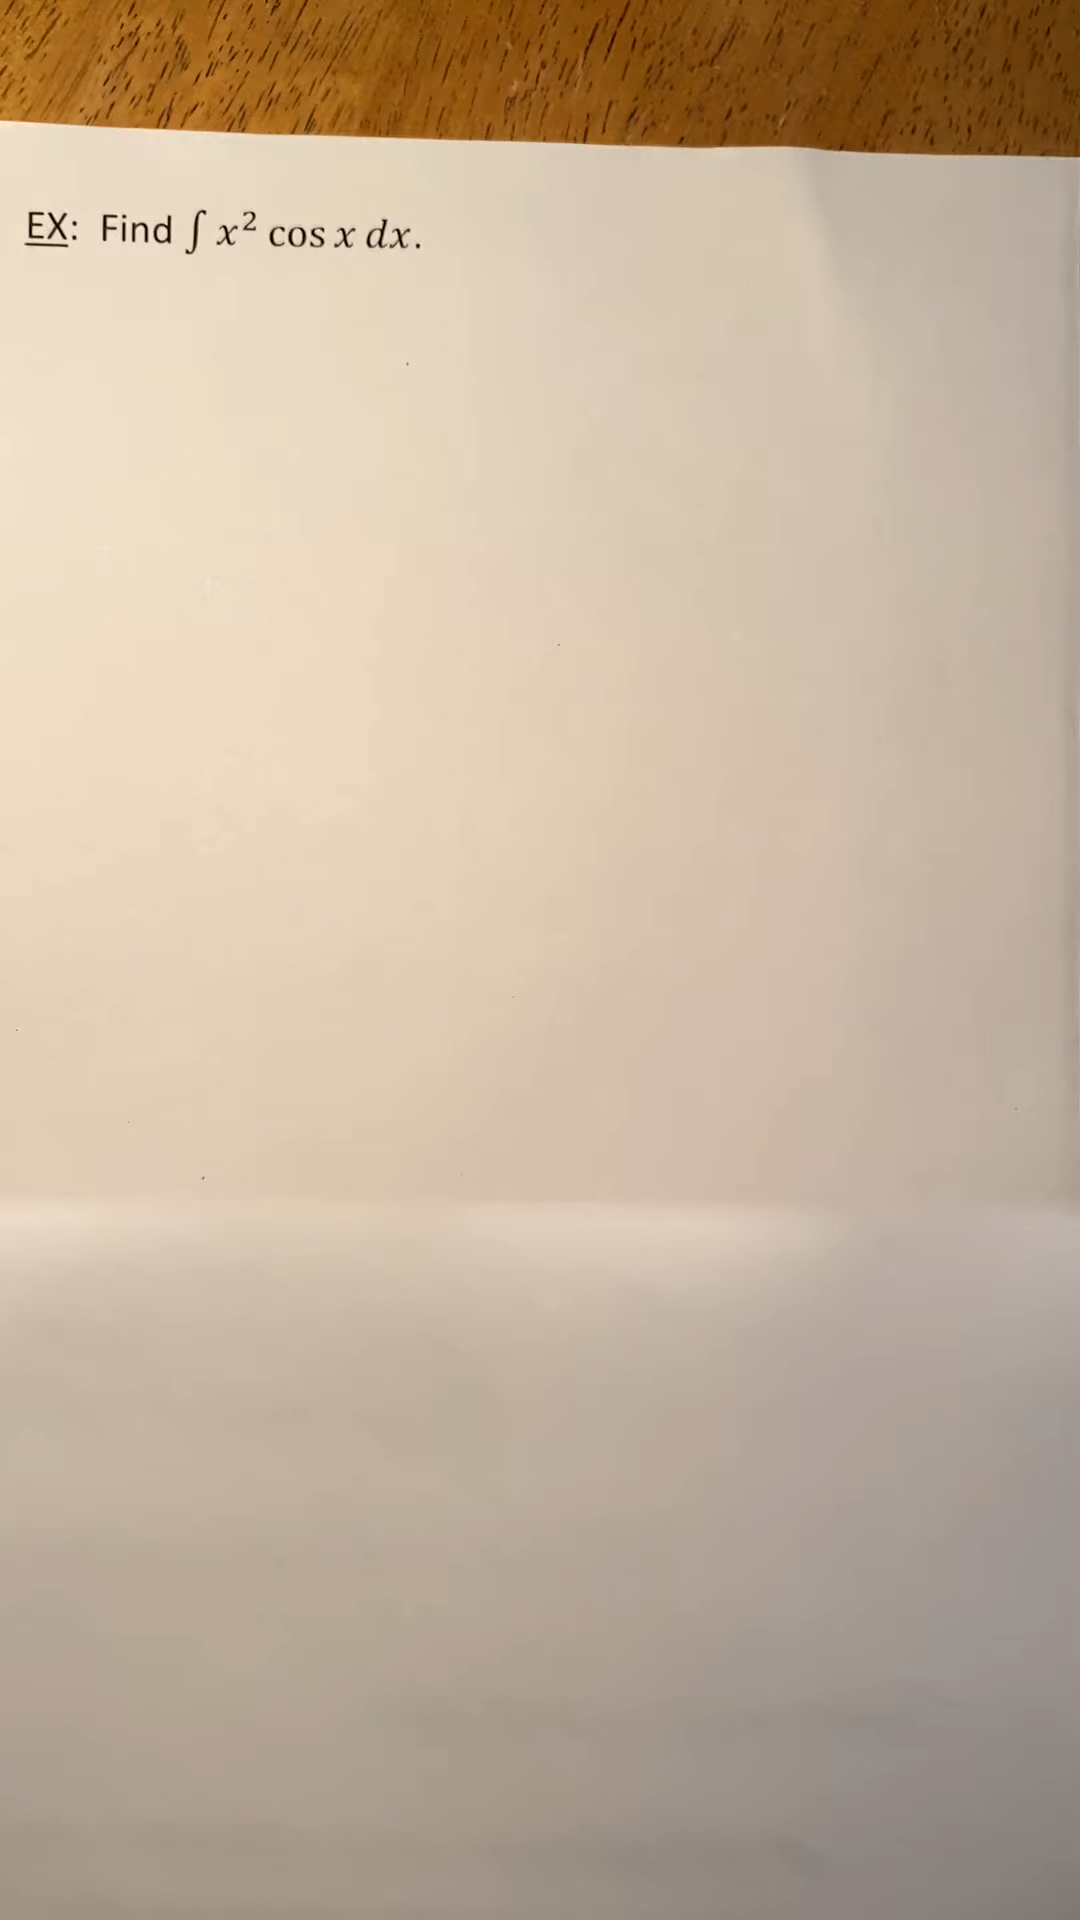 EX: Find ∫ x² cos x dx.